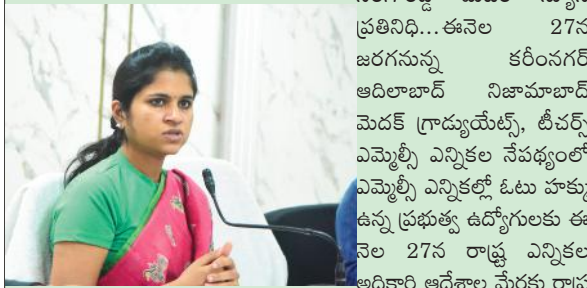 ప్రతినిధి...ఈనెల 27న
జరగనున్న కరీంనగర్
ఆదిలాబాద్ నిజామాబాద్
మెదక్ గ్రాడ్యుయేట్స్, టీచర్స్
ఎమ్మెల్సీ ఎన్నికల నేపథ్యంలో
ఎమ్మెల్సీ ఎన్నికల్లో ఓటు హక్కు
ఉన్న ప్రభుత్వ ఉద్యోగులకు ఈ
నెల 27న రాష్ట్ర ఎన్నికల
అధికారి ఆదేశాల మేరకు రాష్ట్ర